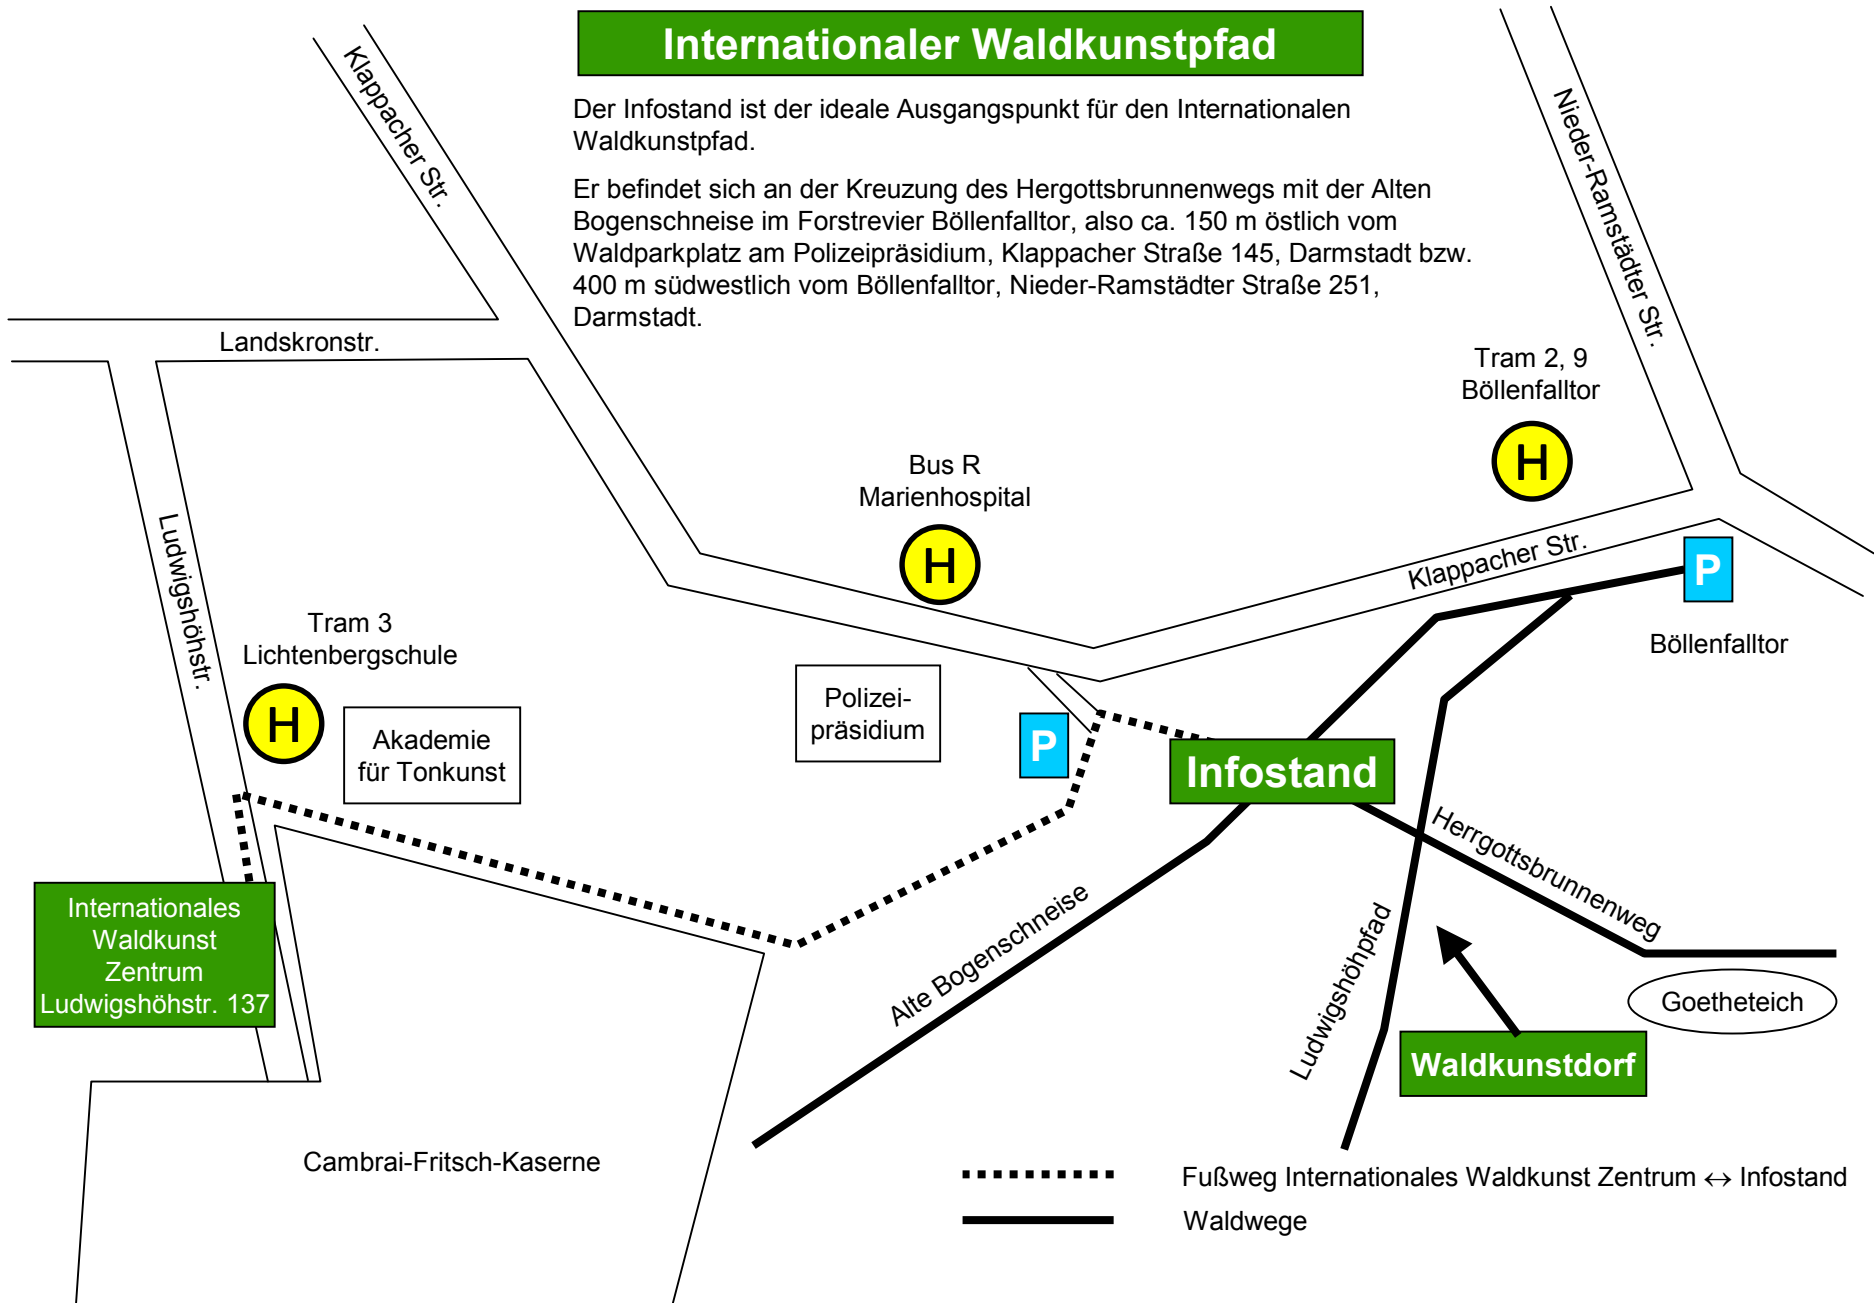 Internationaler Waldkunstpfad
Der Infostand ist der ideale Ausgangspunkt für den Internationalen
Waldkunstpfad.
Er befindet sich an der Kreuzung des Hergottsbrunnenwegs mit der Alten
Bogenschneise im Forstrevier Böllenfalltor, also ca. 150 m östlich vom
Waldparkplatz am Polizeipräsidium, Klappacher Straße 145, Darmstadt bzw.
400 m südwestlich vom Böllenfalltor, Nieder-Ramstädter Straße 251,
Darmstadt.
Klappacher Str.
Nieder-Ramstädter Str.
Landskronstr.
Tram 2, 9
Böllenfalltor
H
Bus R
Marienhospital
H
Klappacher Str.
P
Böllenfalltor
Ludwigshöhstr.
Tram 3
Lichtenbergschule
H
Akademie
für Tonkunst
Polizei-
präsidium
P
Infostand
Herrgottsbrunnenweg
Alte Bogenschneise
Ludwigshöhpfad
Goetheteich
Waldkunstdorf
Internationales
Waldkunst
Zentrum
Ludwigshöhstr. 137
Cambrai-Fritsch-Kaserne
Fußweg Internationales Waldkunst Zentrum ↔ Infostand
Waldwege